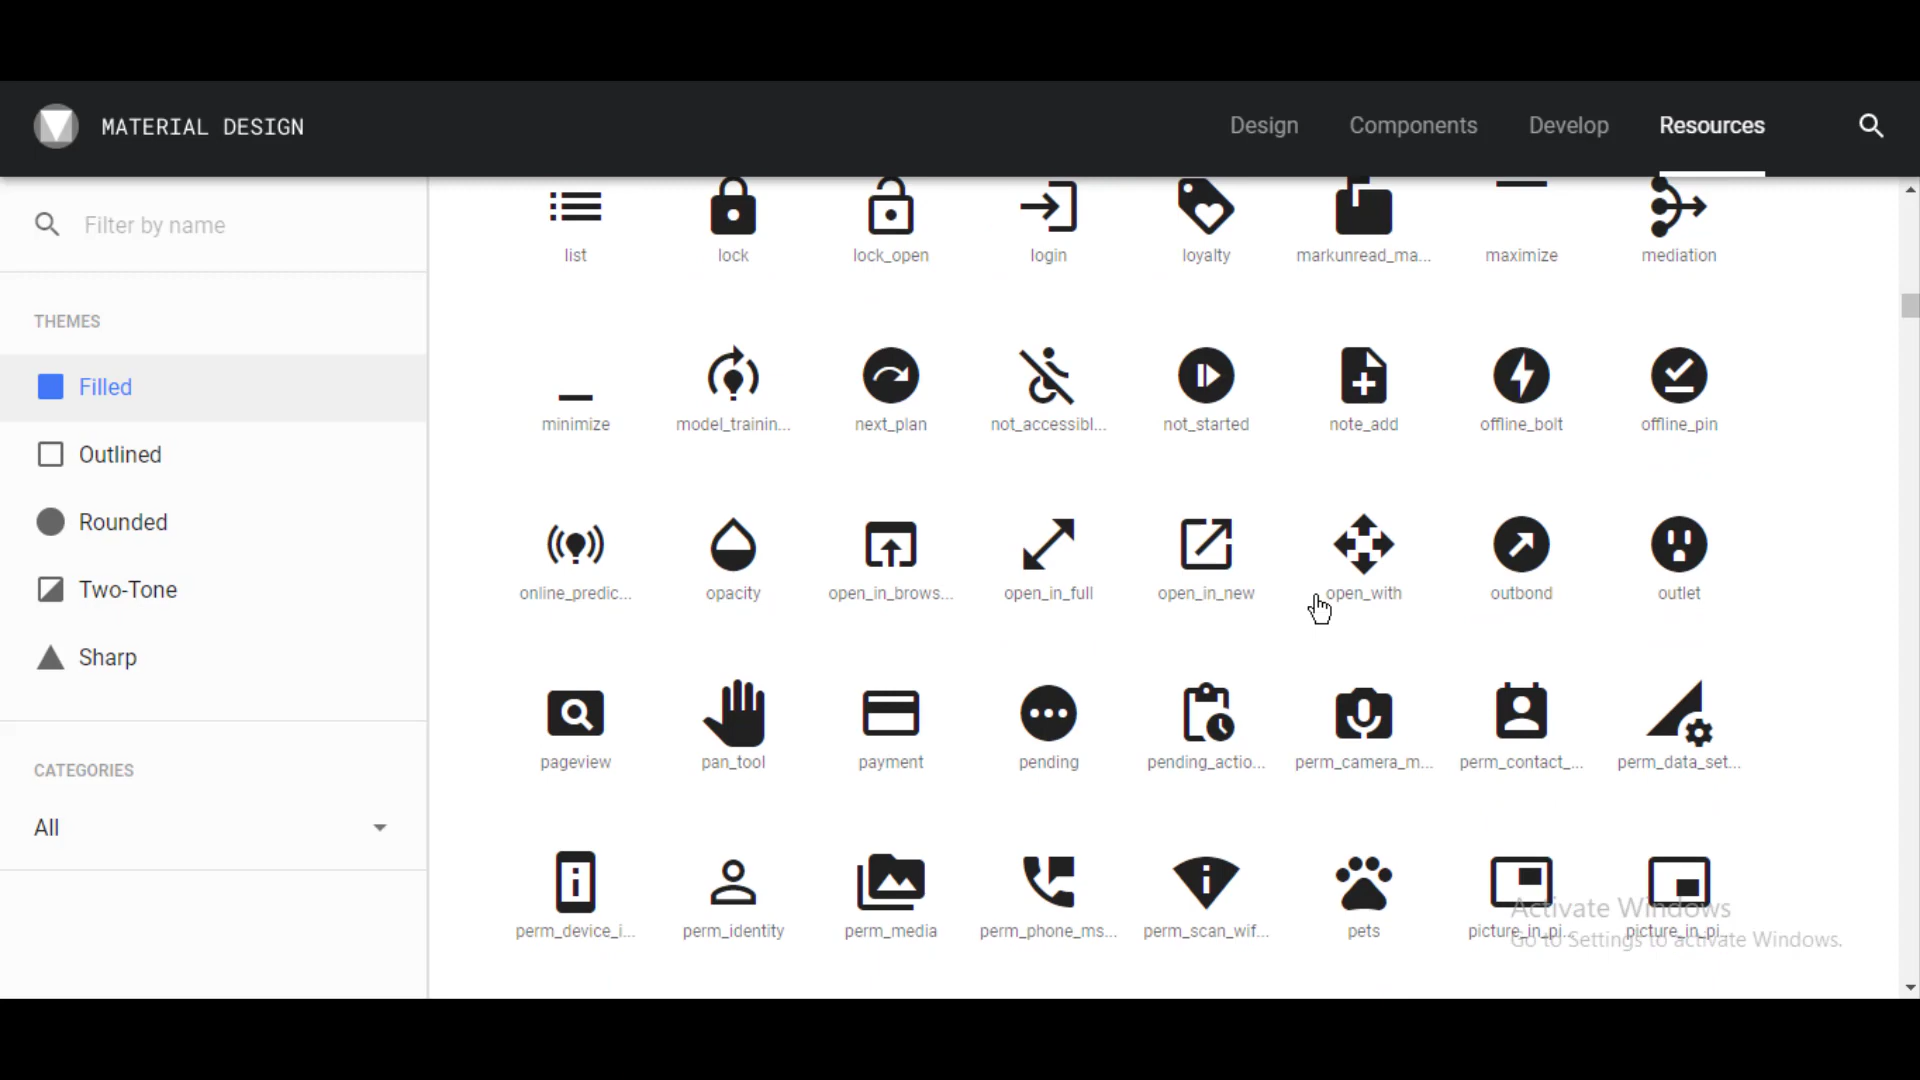 MATERIAL DESIGN
Design Components Develop Resources
Filter by name
THEMES
Filled
Outlined
Rounded
Two-Tone
Sharp
CATEGORIES
All
list lock lock_open login loyalty markunread_ma... maximize mediation
minimize model_trainin... next_plan not_accessibl... not_started note_add offline_bolt offline_pin
online_predic... opacity open_in_brows... open_in_full open_in_new open_with outbond outlet
pageview pan_tool payment pending pending_actio... perm_camera_m... perm_contact_... perm_data_set...
perm_device_i... perm_identity perm_media perm_phone_ms... perm_scan_wif... pets picture_in_pi... picture_in_pi...
Activate Windows
Go to Settings to activate Windows.